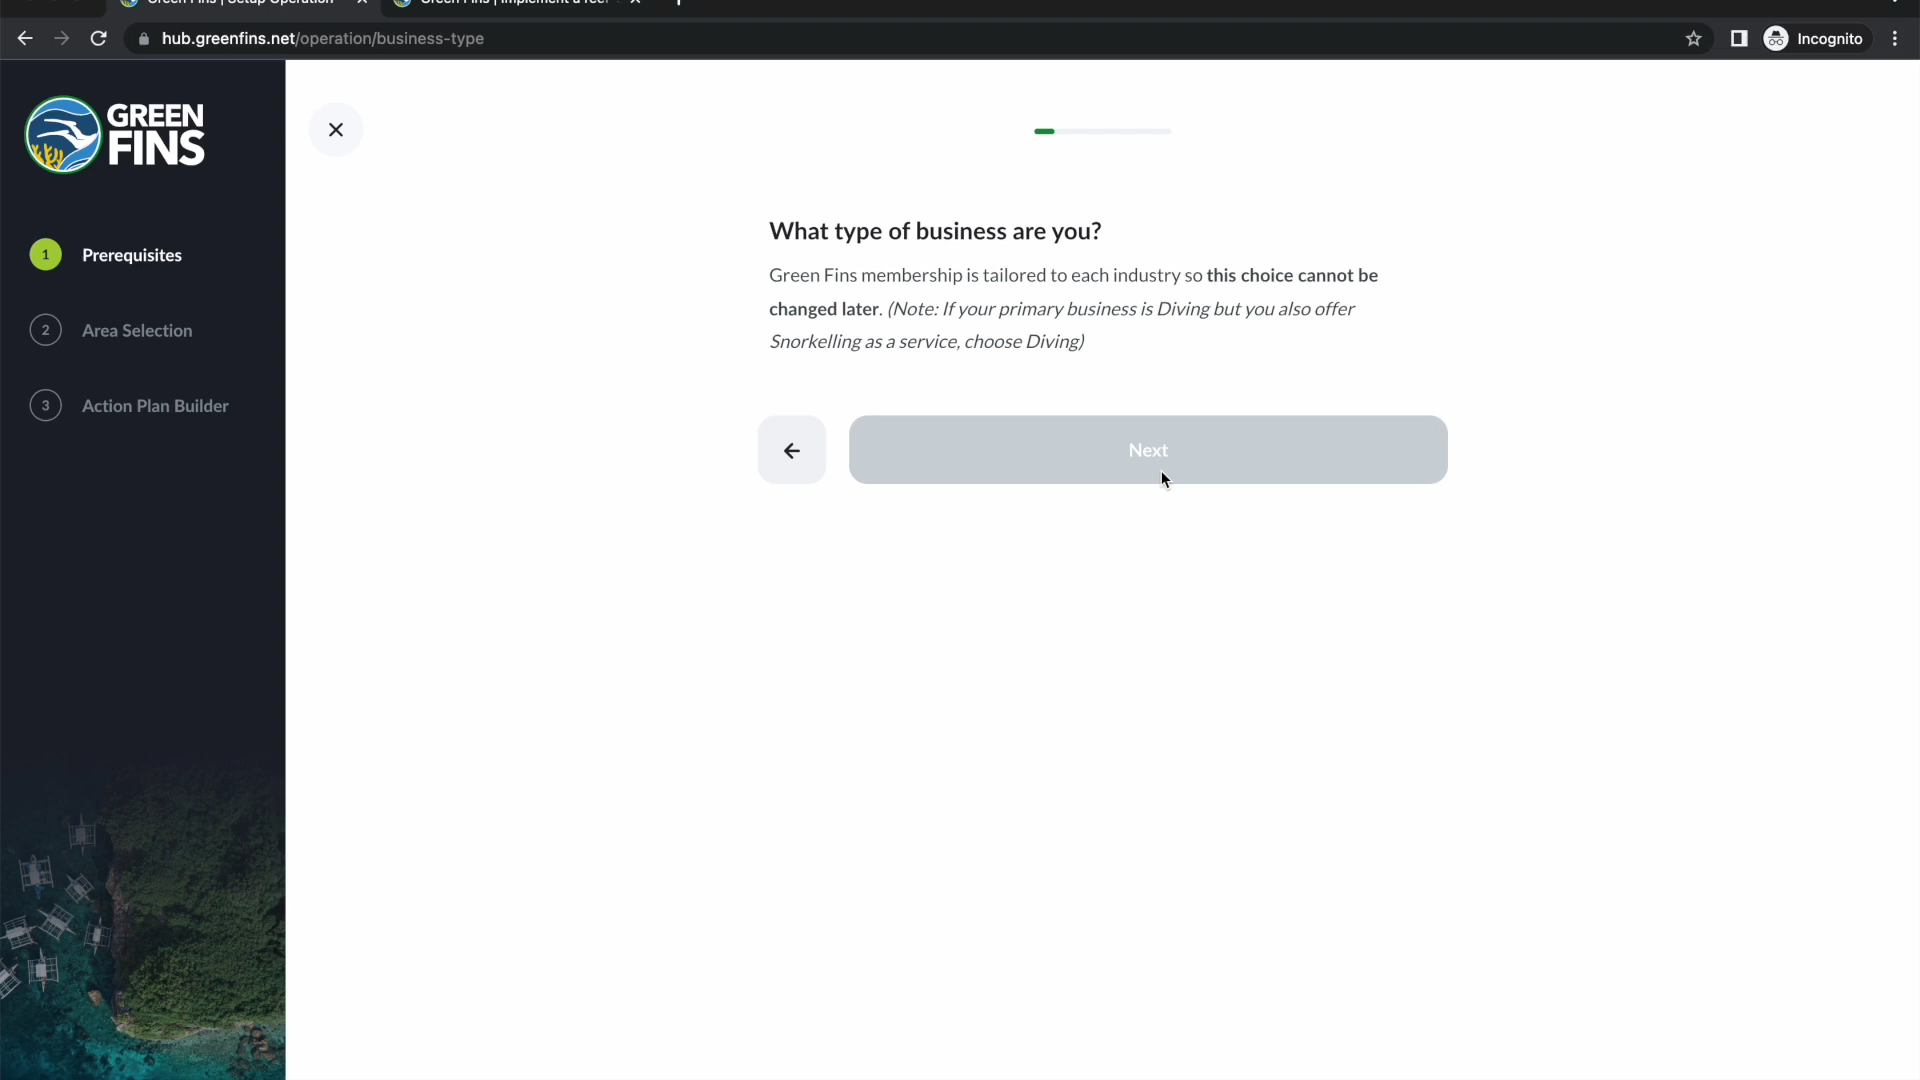 hub.greenfins.net/operation/business-type
Incognito
GREEN
FINS
1 Prerequisites
2 Area Selection
3 Action Plan Builder
What type of business are you?
Green Fins membership is tailored to each industry so this choice cannot be
changed later. (Note: If your primary business is Diving but you also offer
Snorkelling as a service, choose Diving)
Next